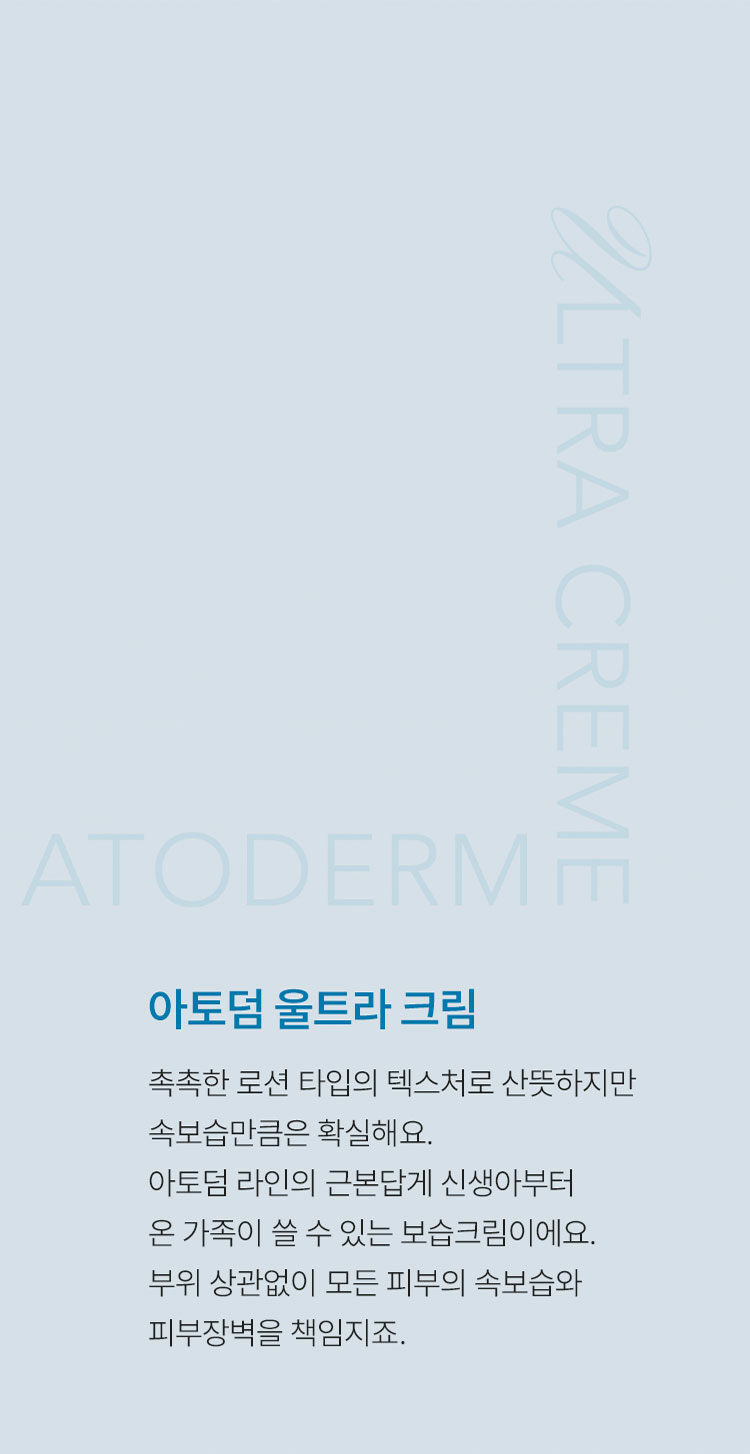 ULTRA CREME
ATODERME
아토덤 울트라 크림
촉촉한 로션 타입의 텍스처로 산뜻하지만
속보습만큼은 확실해요.
아토덤 라인의 근본답게 신생아부터
온 가족이 쓸 수 있는 보습크림이에요.
부위 상관없이 모든 피부의 속보습와
피부장벽을 책임지죠.